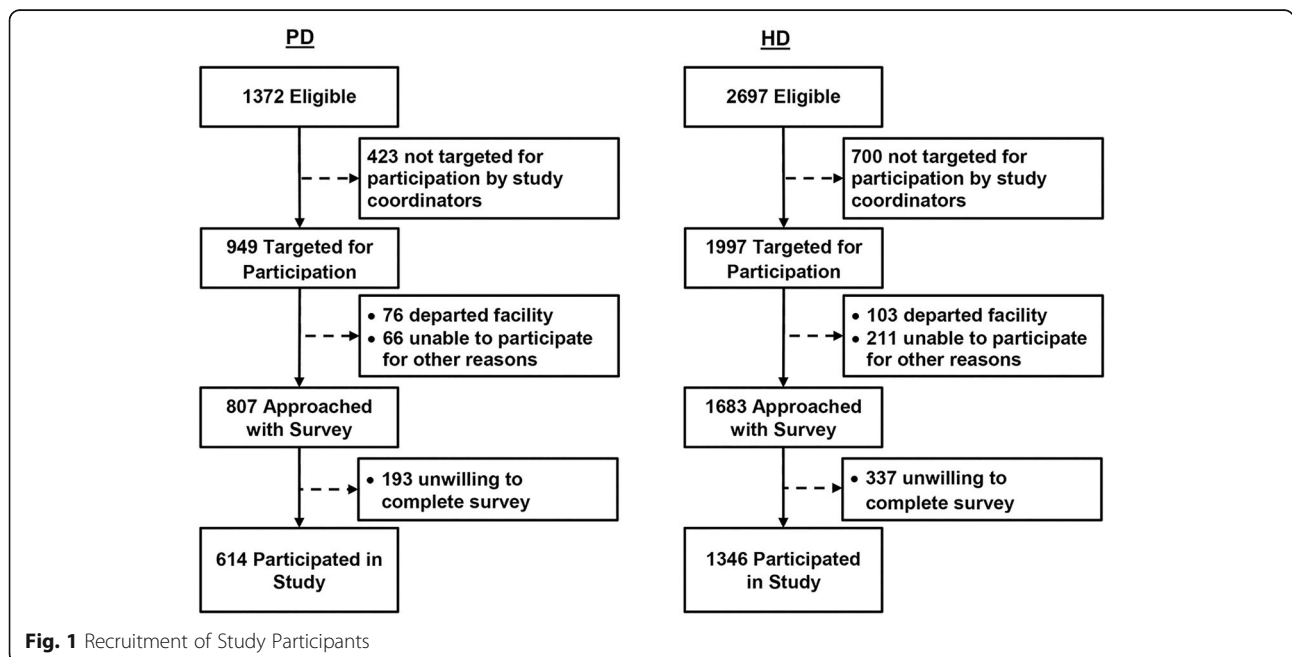 PD
1372 Eligible
423 not targeted for
participation by study
coordinators
949 Targeted for
Participation
• 76 departed facility
• 66 unable to participate
for other reasons
807 Approached
with Survey
• 193 unwilling to
complete survey
614 Participated in
Study
HD
2697 Eligible
700 not targeted for
participation by study
coordinators
1997 Targeted for
Participation
• 103 departed facility
• 211 unable to participate
for other reasons
1683 Approached
with Survey
• 337 unwilling to
complete survey
1346 Participated
in Study
Fig. 1 Recruitment of Study Participants